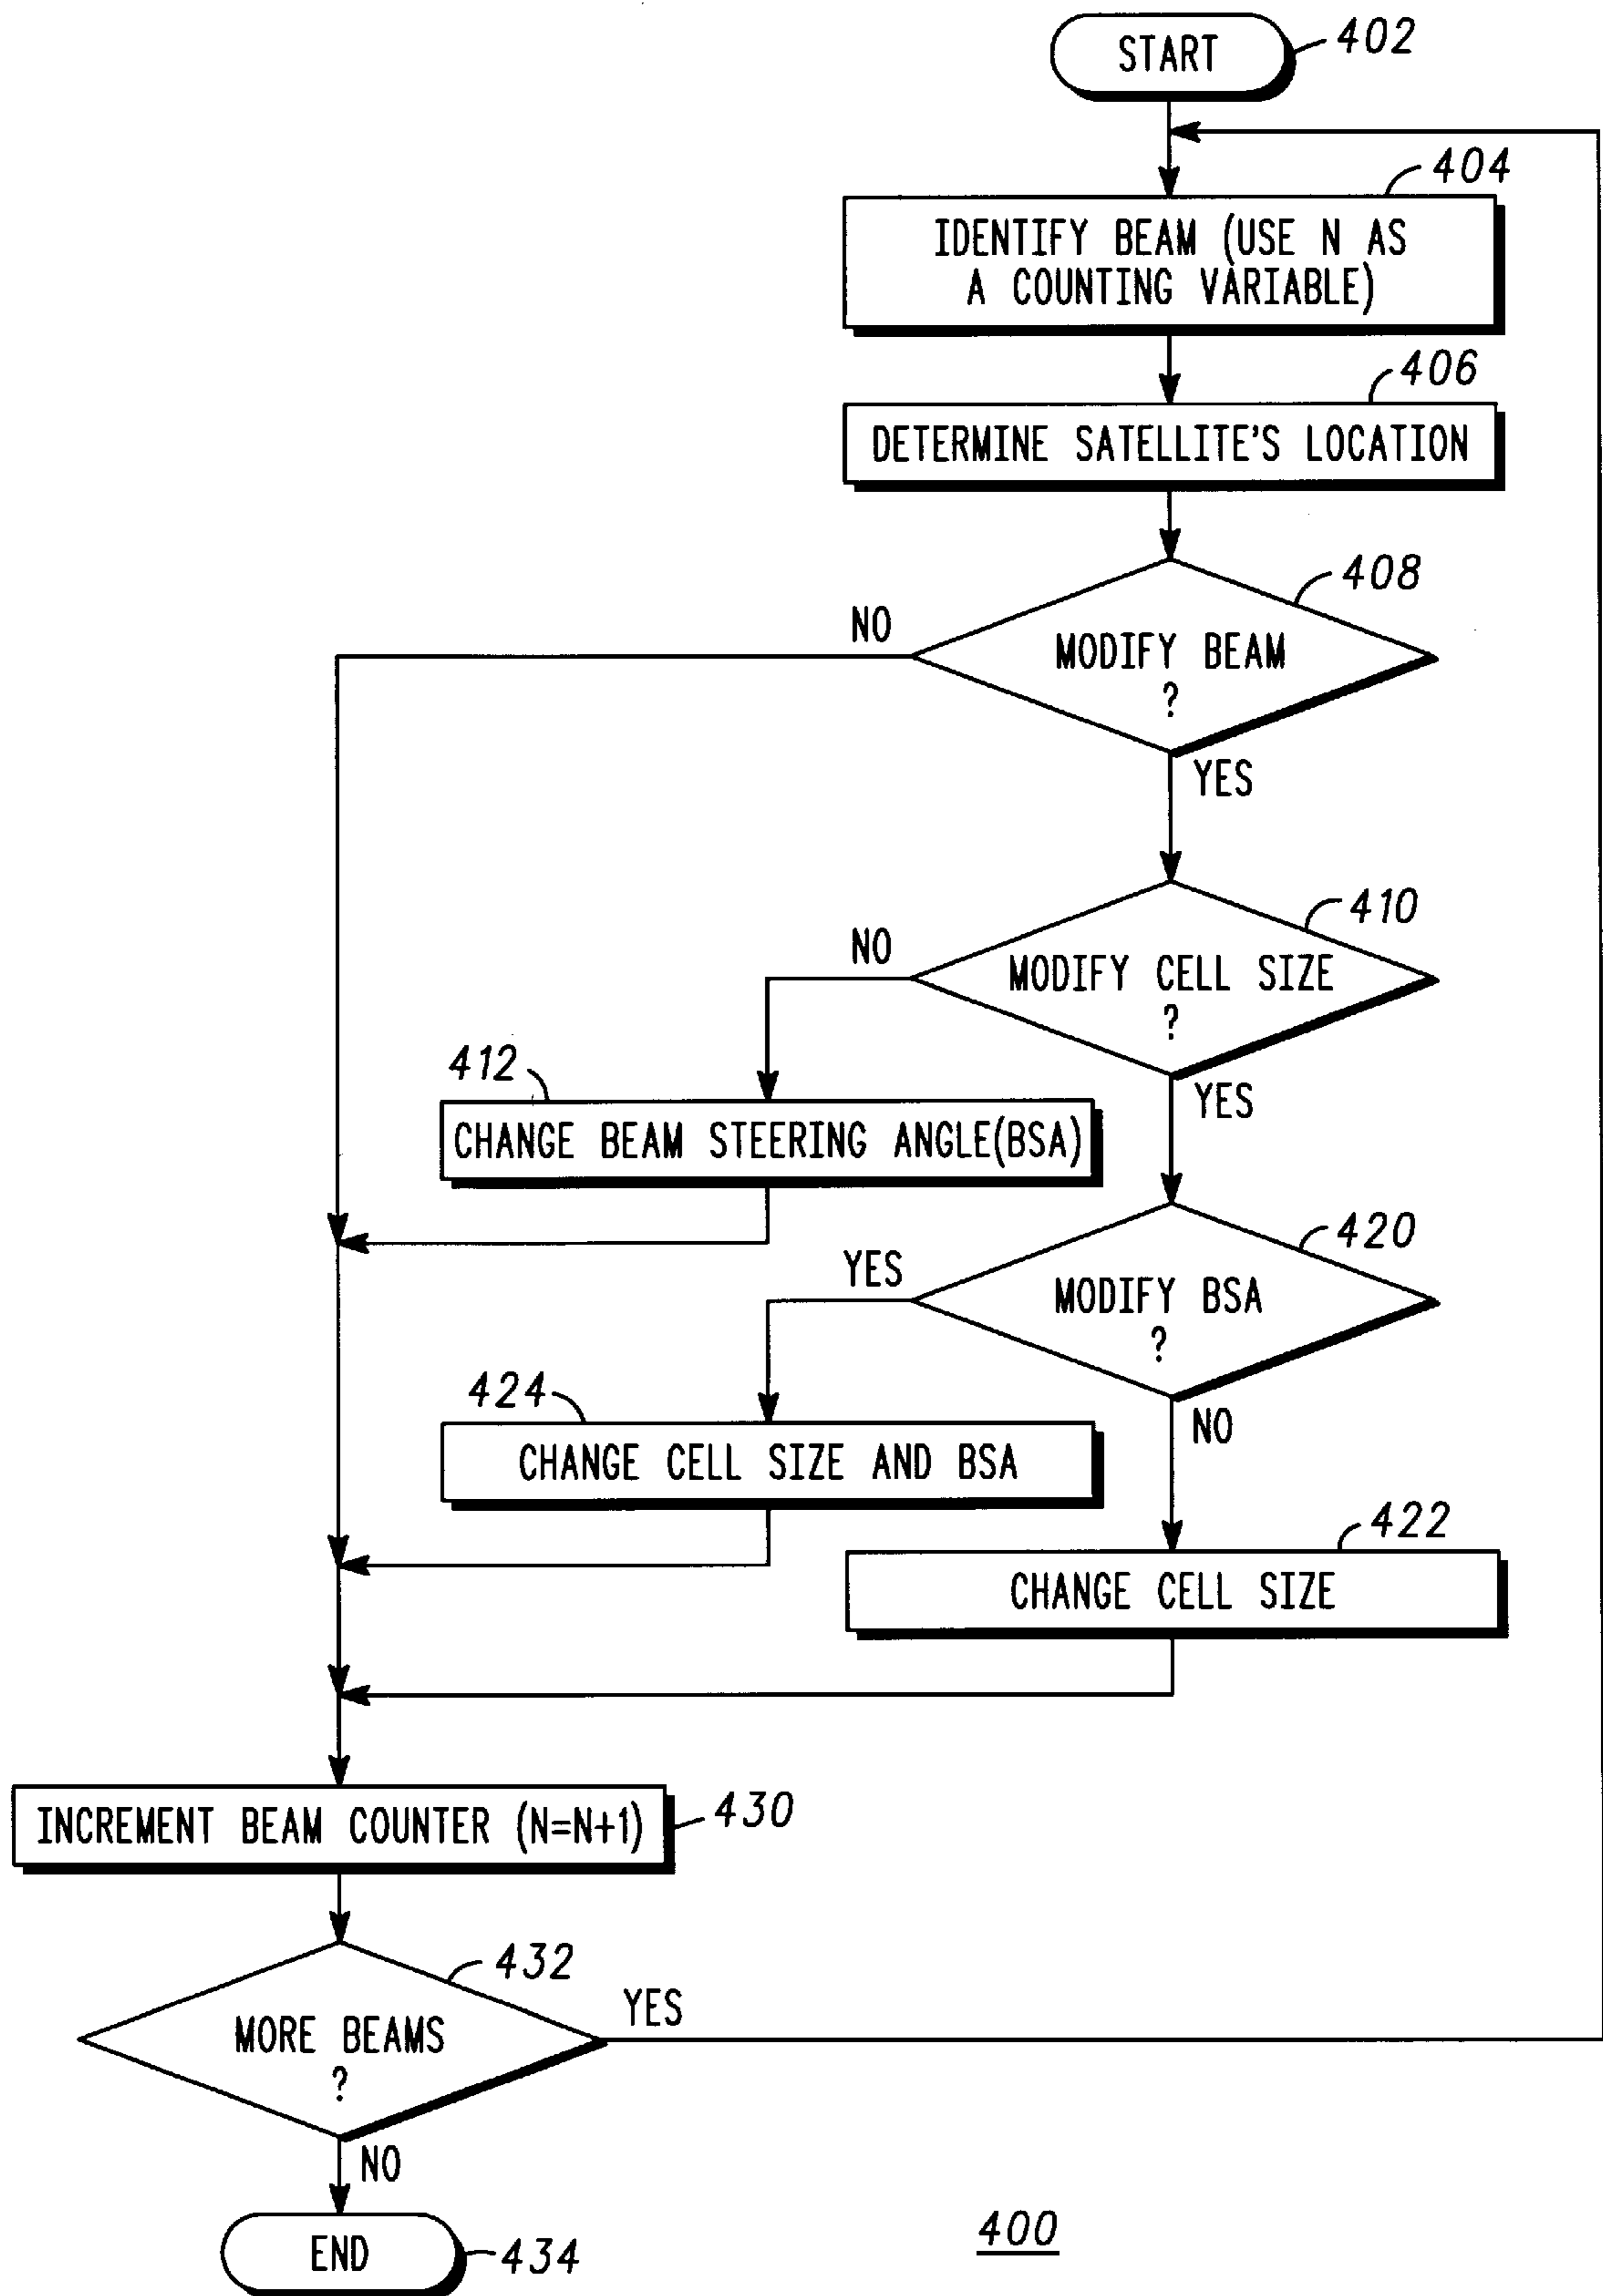 START
402
404
IDENTIFY BEAM (USE N AS
A COUNTING VARIABLE)
406
DETERMINE SATELLITE'S LOCATION
408
NO
MODIFY BEAM
?
YES
410
NO
MODIFY CELL SIZE
?
YES
412
CHANGE BEAM STEERING ANGLE(BSA)
420
YES
MODIFY BSA
?
NO
424
CHANGE CELL SIZE AND BSA
422
CHANGE CELL SIZE
INCREMENT BEAM COUNTER (N=N+1)
430
432
YES
MORE BEAMS
?
NO
END
434
400